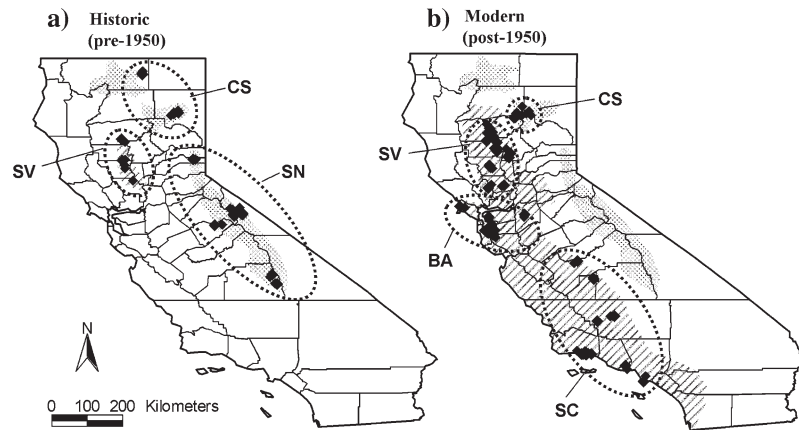 a) Historic
(pre-1950)
CS
SV
SN
N
0 100 200 Kilometers
b) Modern
(post-1950)
CS
SV
BA
SC